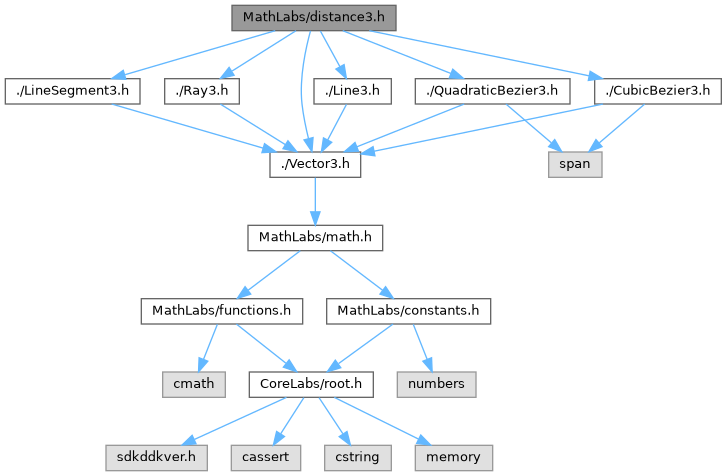 MathLabs/distance3.h
./LineSegment3.h
./Ray3.h
./Line3.h
./QuadraticBezier3.h
./CubicBezier3.h
./Vector3.h
span
MathLabs/math.h
MathLabs/functions.h
MathLabs/constants.h
cmath
CoreLabs/root.h
numbers
sdkddkver.h
cassert
cstring
memory